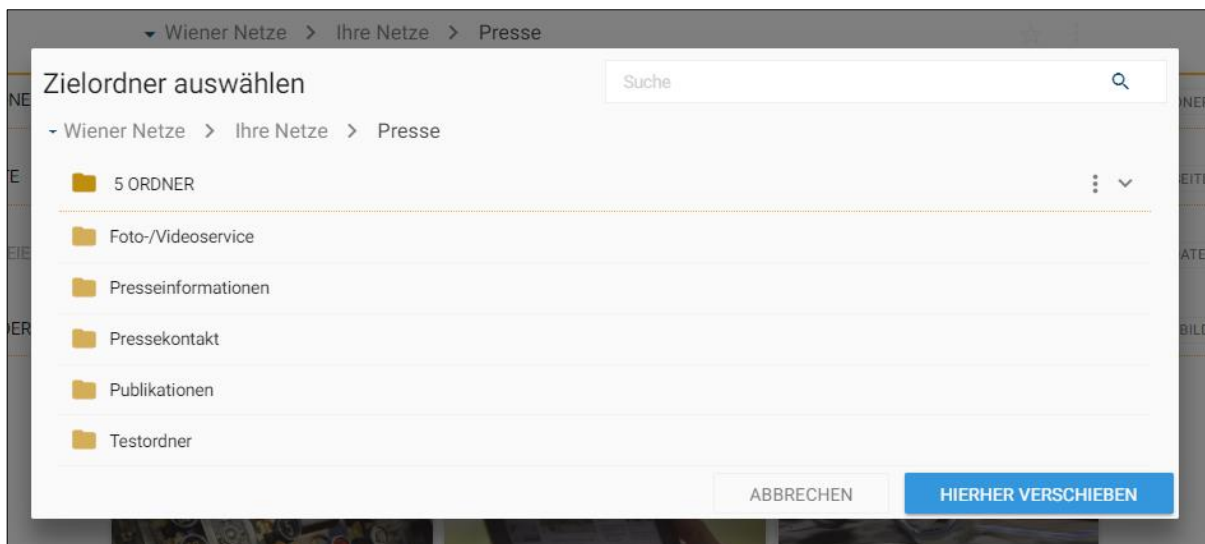 Wiener Netze > Ihre Netze > Presse
Zielordner auswählen
Suche
Wiener Netze > Ihre Netze > Presse
5 ORDNER
Foto-/Videoservice
Presseinformationen
Pressekontakt
Publikationen
Testordner
ABBRECHEN
HIERHER VERSCHIEBEN